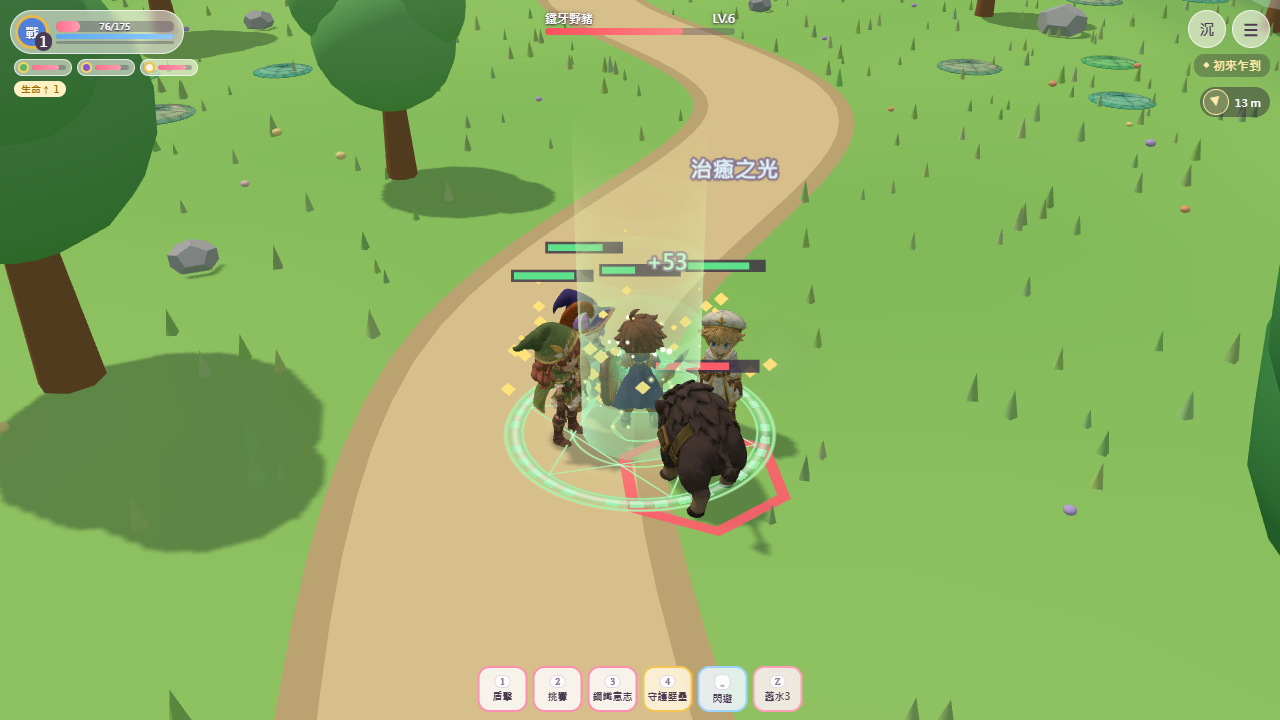 戰
1
76/175
生命↑ 1
鐵牙野豬
LV.6
沉
初來乍到
13 m
治癒之光
+53
1
盾擊
2
挑釁
3
鋼鐵意志
4
守護壁壘
閃避
Z
藥水3